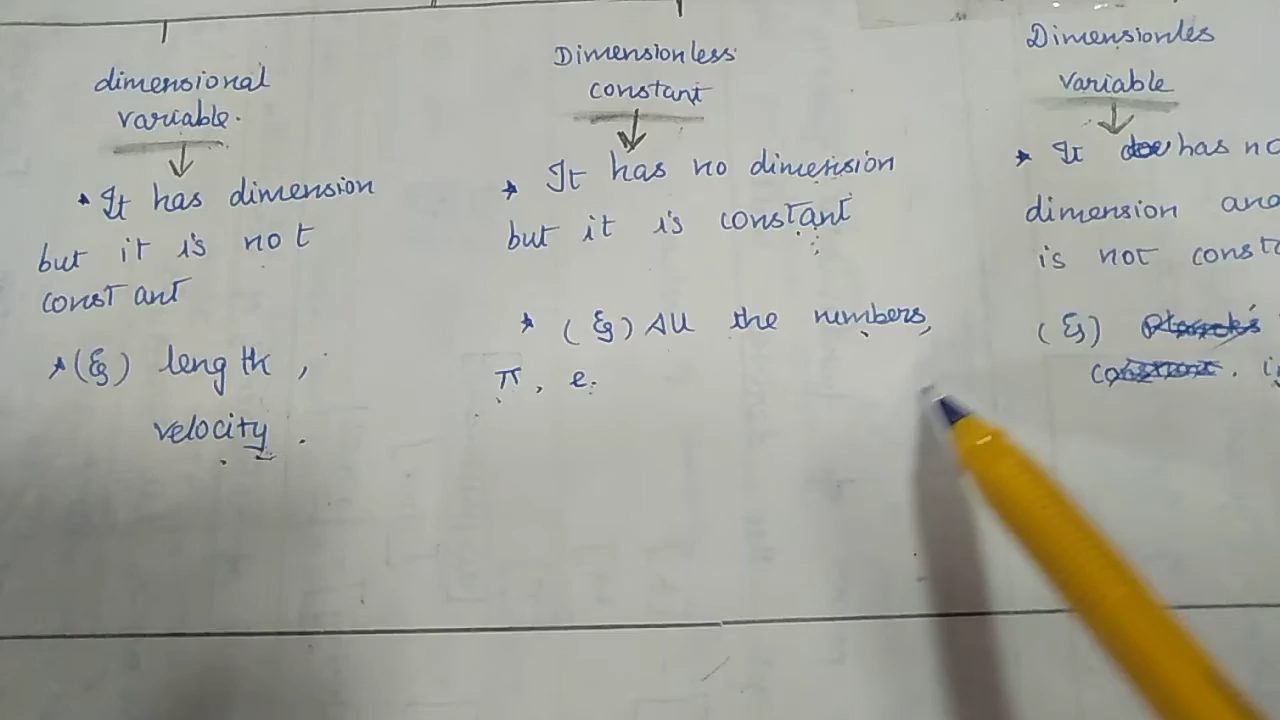 dimensional
variable.
* It has dimension
but it is not
constant
*(Eg) length,
velocity.
Dimensionless
constant
* It has no dimension
but it is constant
* (Eg) All the numbers,
π, e.
Dimensionles
variable
* It has no
dimension and
is not
(Eg)